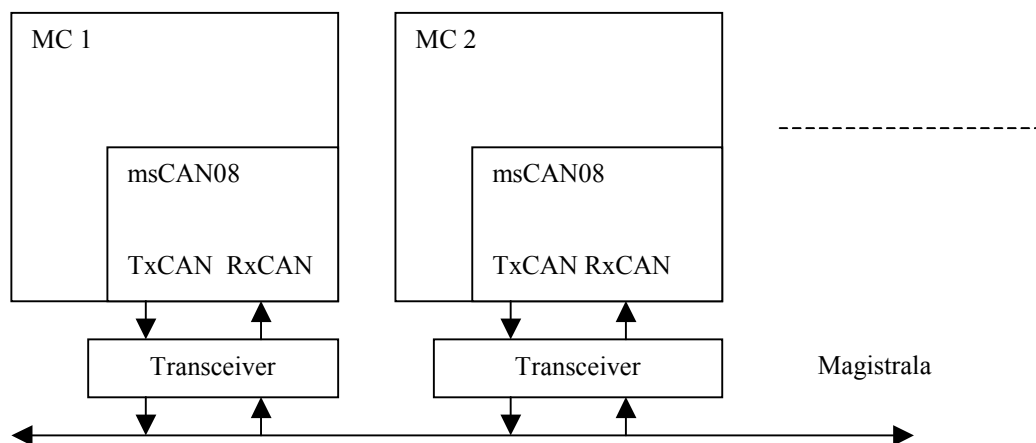 MC 1
MC 2
msCAN08
msCAN08
TxCAN RxCAN
TxCAN RxCAN
Transceiver
Transceiver
Magistrala